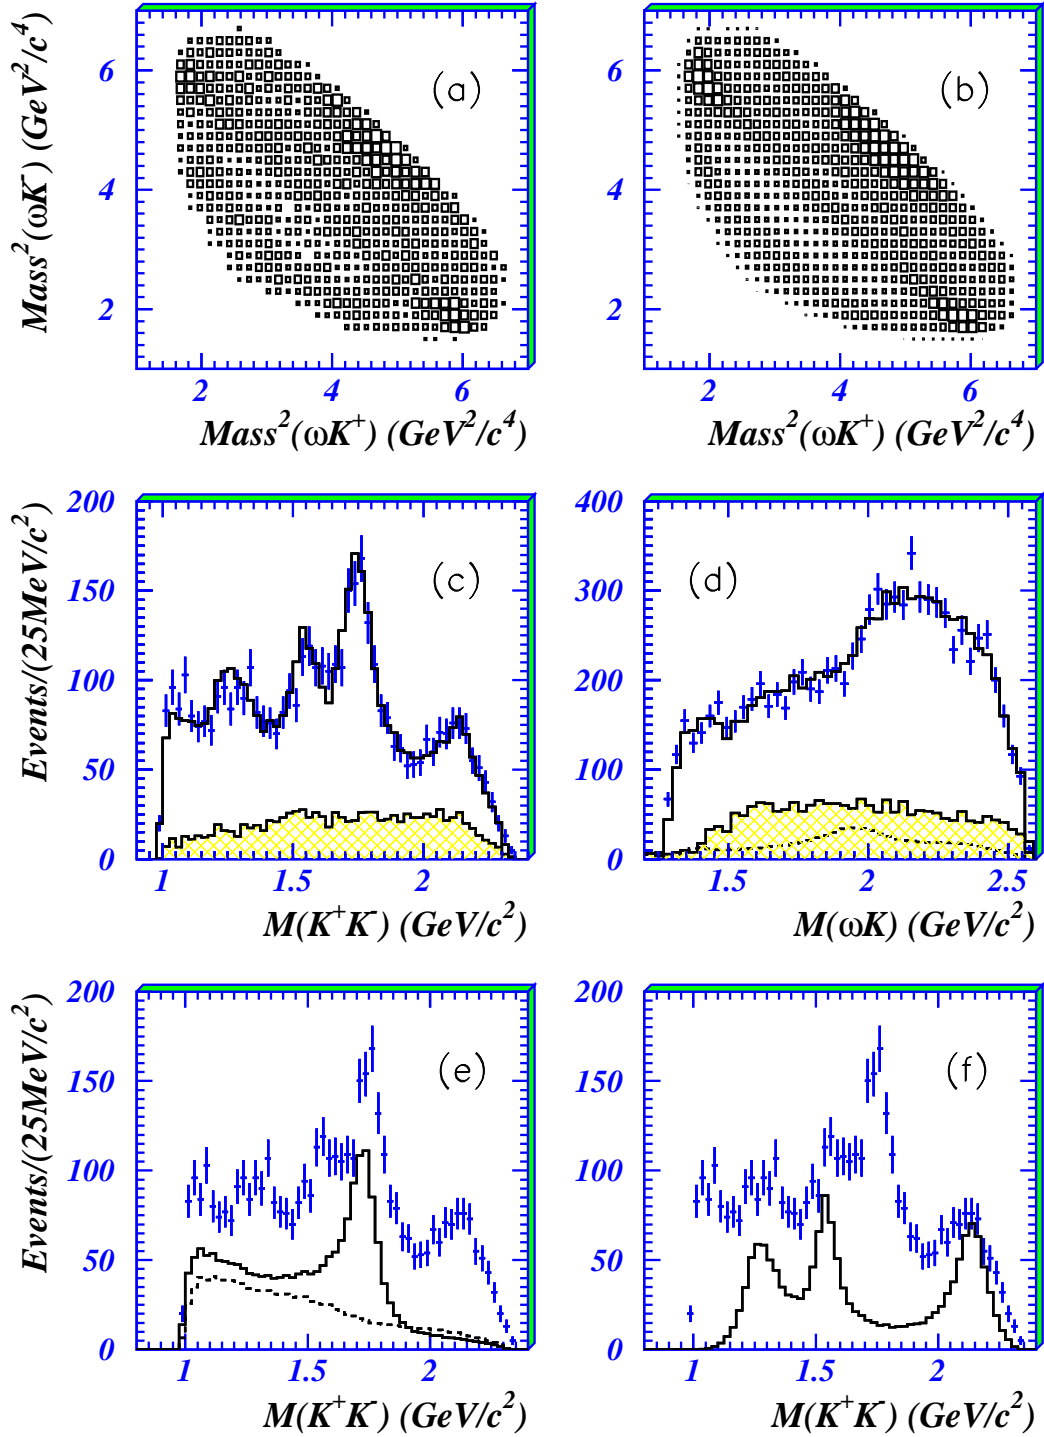 Mass²(ωK⁻) (GeV²/c⁴)
6
4
2
(a)
2 4 6
Mass²(ωK⁺) (GeV²/c⁴)
6
4
2
(b)
2 4 6
Mass²(ωK⁺) (GeV²/c⁴)
Events/(25MeV/c²)
200
150
100
50
0
(c)
1 1.5 2
M(K⁺K⁻) (GeV/c²)
400
300
200
100
0
(d)
1.5 2 2.5
M(ωK) (GeV/c²)
Events/(25MeV/c²)
200
150
100
50
0
(e)
1 1.5 2
M(K⁺K⁻) (GeV/c²)
200
150
100
50
0
(f)
1 1.5 2
M(K⁺K⁻) (GeV/c²)